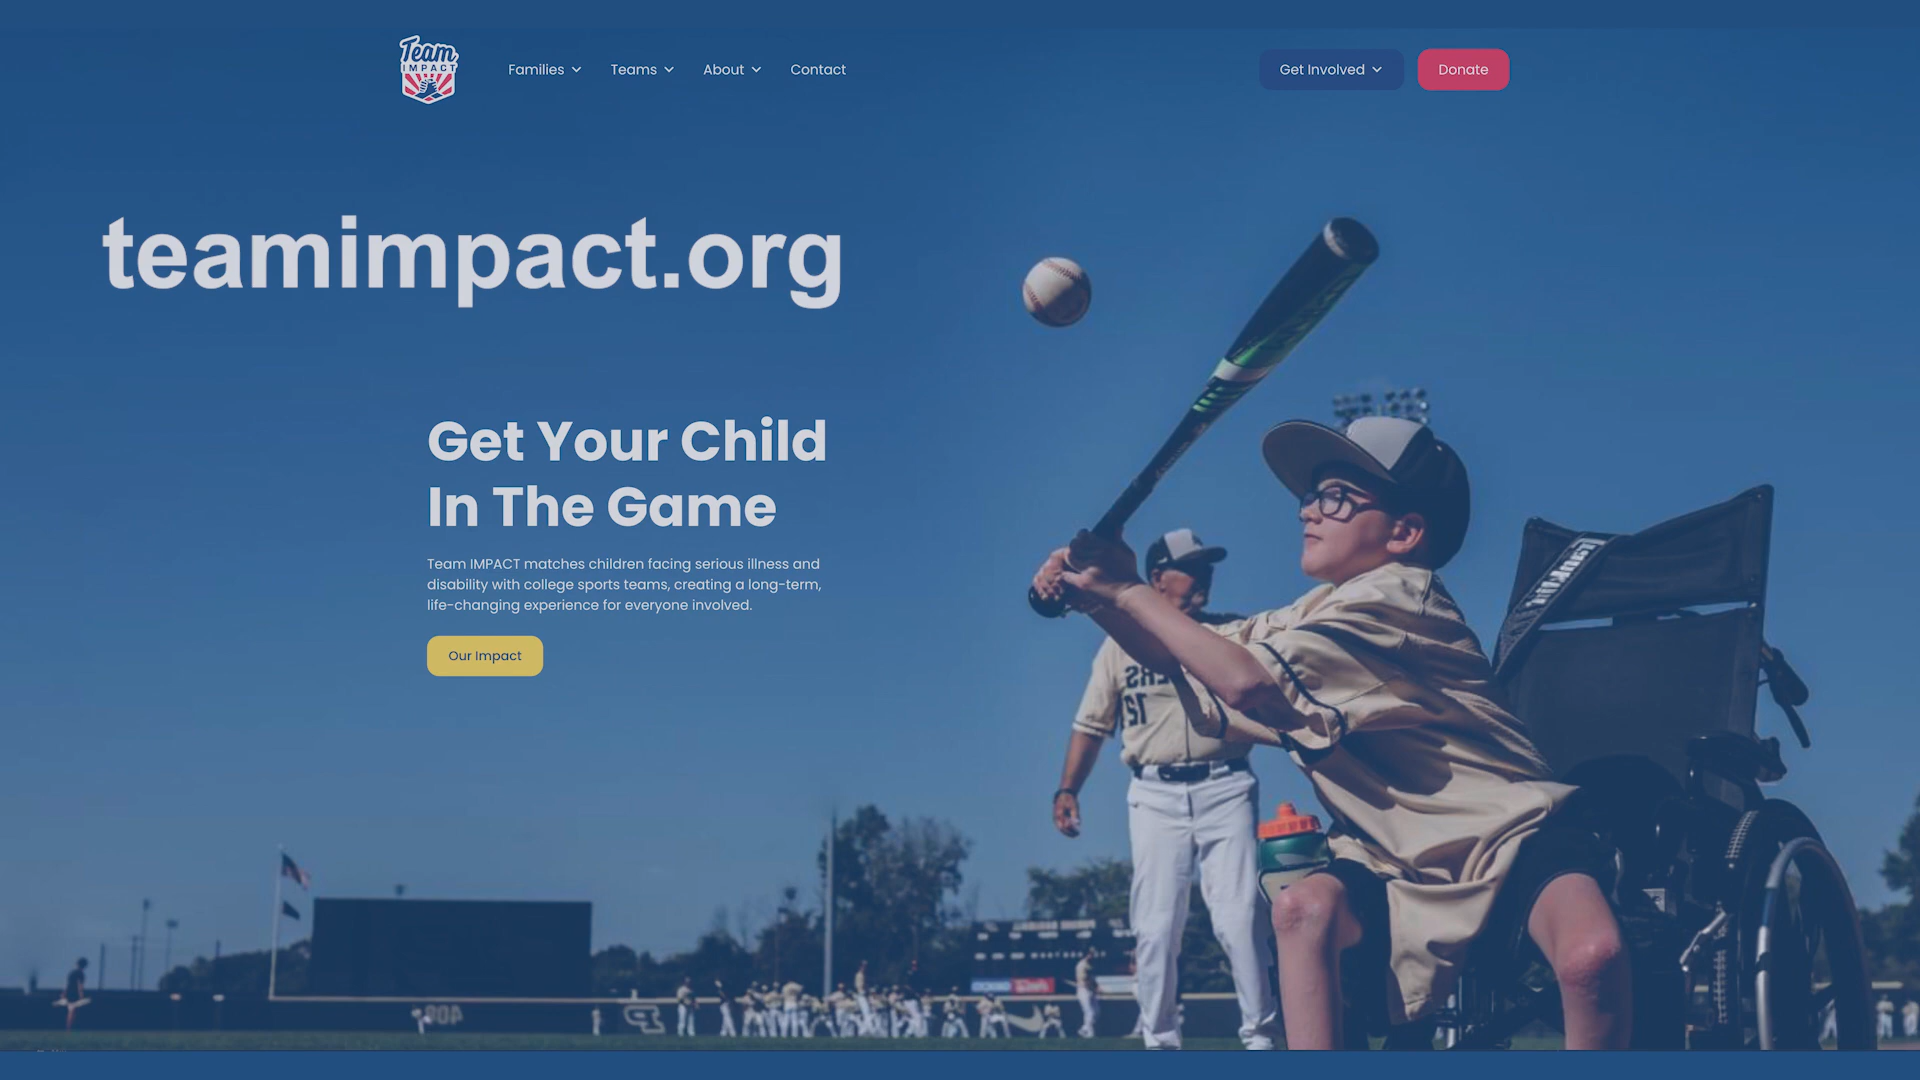 Team
IMPACT
Families
Teams
About
Contact
Get Involved
Donate
teamimpact.org
Get Your Child
In The Game
Team IMPACT matches children facing serious illness and
disability with college sports teams, creating a long-term,
life-changing experience for everyone involved.
Our Impact
12
409